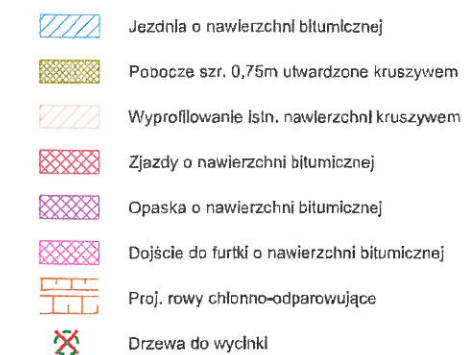 Jezdnia o nawierzchni bitumicznej
Pobocze szr. 0,75m utwardzone kruszywem
Wyprofilowanie istn. nawierzchni kruszywem
Zjazdy o nawierzchni bitumicznej
Opaska o nawierzchni bitumicznej
Dojście do furtki o nawierzchni bitumicznej
Proj. rowy chłonno-odparowujące
Drzewa do wycinki